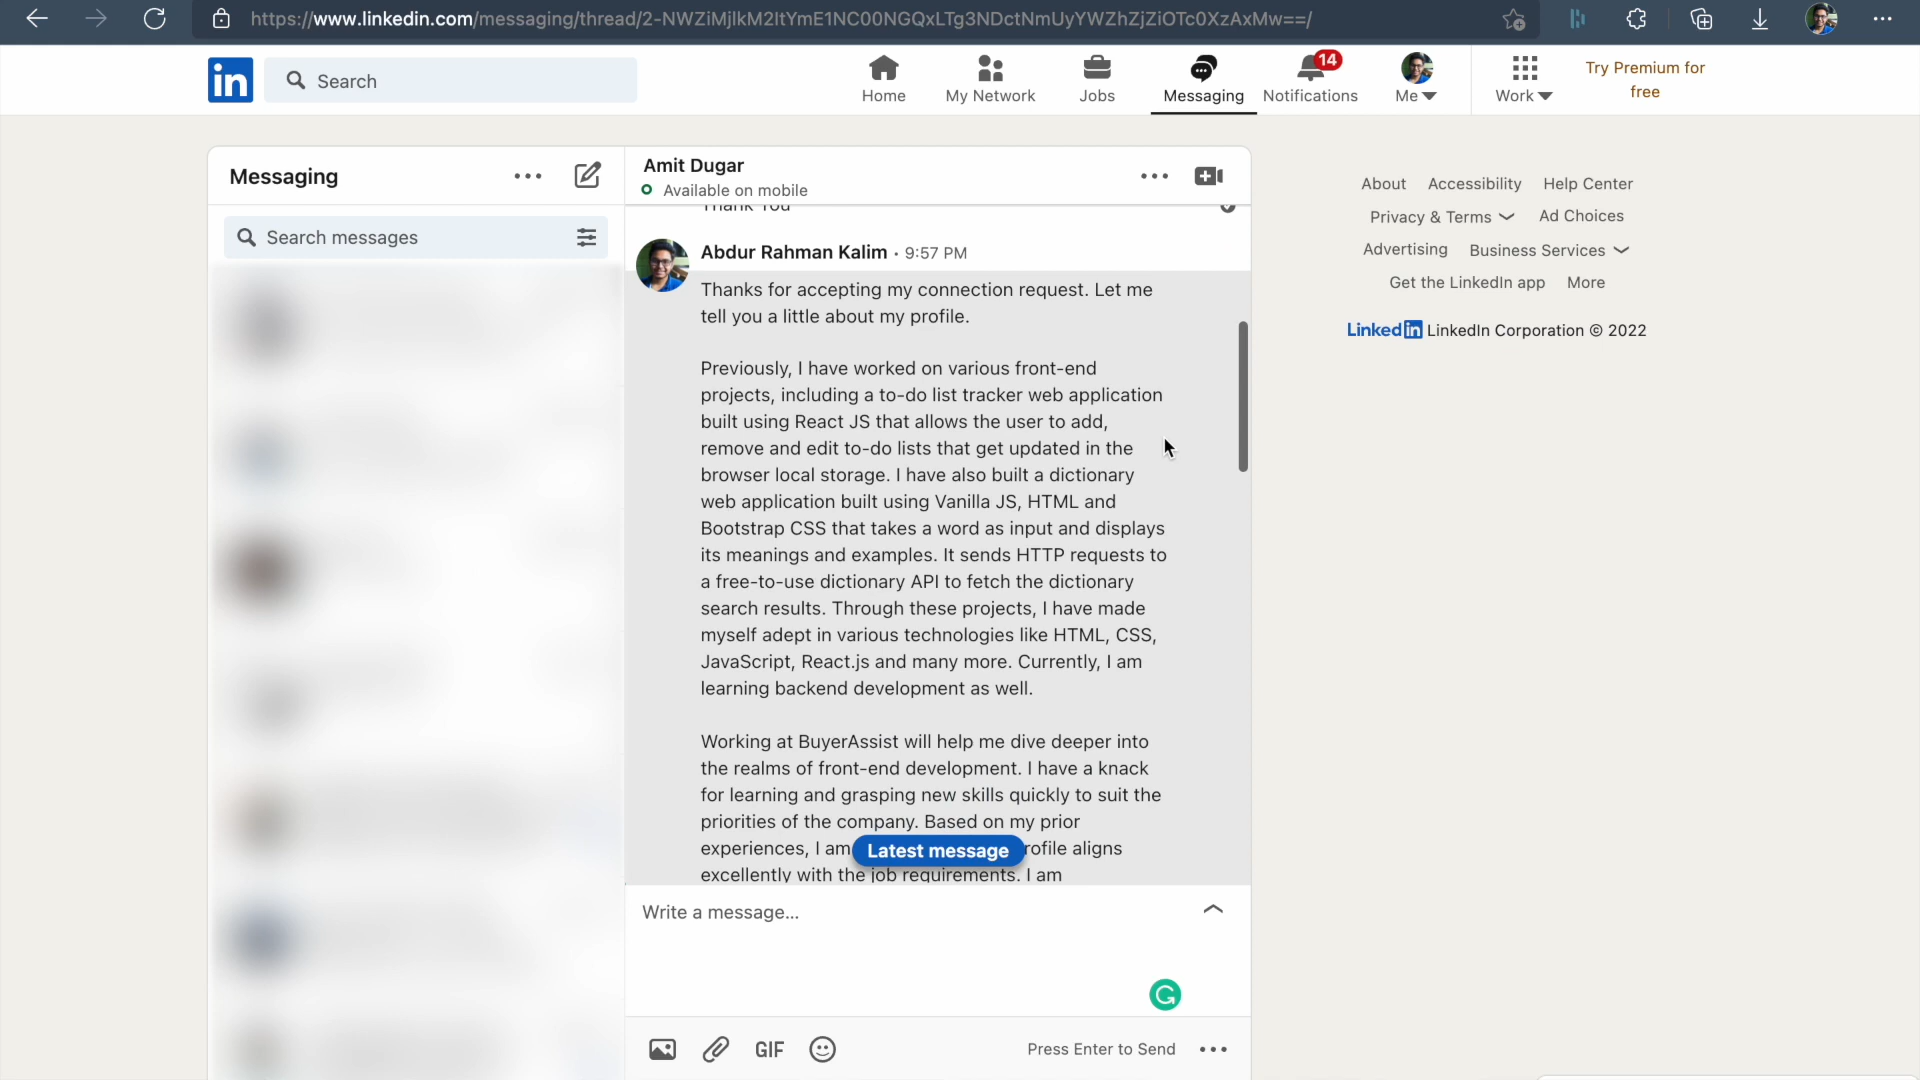 https://www.linkedin.com/messaging/thread/2-NWZiMjlkM2ItYmE1NC00NGQxLTg3NDctNmUyYWZhZjZiOTc0XzAxMw==/
in
Search
Home
My Network
Jobs
Messaging
14
Notifications
Me
Work
Try Premium for
free
Messaging
Search messages
Amit Dugar
Available on mobile
Thank You
Abdur Rahman Kalim · 9:57 PM
Thanks for accepting my connection request. Let me
tell you a little about my profile.
Previously, I have worked on various front-end
projects, including a to-do list tracker web application
built using React JS that allows the user to add,
remove and edit to-do lists that get updated in the
browser local storage. I have also built a dictionary
web application built using Vanilla JS, HTML and
Bootstrap CSS that takes a word as input and displays
its meanings and examples. It sends HTTP requests to
a free-to-use dictionary API to fetch the dictionary
search results. Through these projects, I have made
myself adept in various technologies like HTML, CSS,
JavaScript, React.js and many more. Currently, I am
learning backend development as well.
Working at BuyerAssist will help me dive deeper into
the realms of front-end development. I have a knack
for learning and grasping new skills quickly to suit the
priorities of the company. Based on my prior
experiences, I am rofile aligns
Latest message
excellently with the job requirements. I am
Write a message...
GIF
Press Enter to Send
About Accessibility Help Center
Privacy & Terms Ad Choices
Advertising Business Services
Get the LinkedIn app More
LinkedIn LinkedIn Corporation © 2022